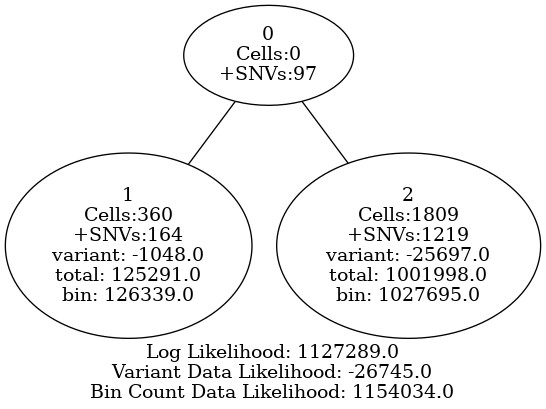 0
Cells:0
+SNVs:97
1
Cells:360
+SNVs:164
variant: -1048.0
total: 125291.0
bin: 126339.0
2
Cells:1809
+SNVs:1219
variant: -25697.0
total: 1001998.0
bin: 1027695.0
Log Likelihood: 1127289.0
Variant Data Likelihood: -26745.0
Bin Count Data Likelihood: 1154034.0